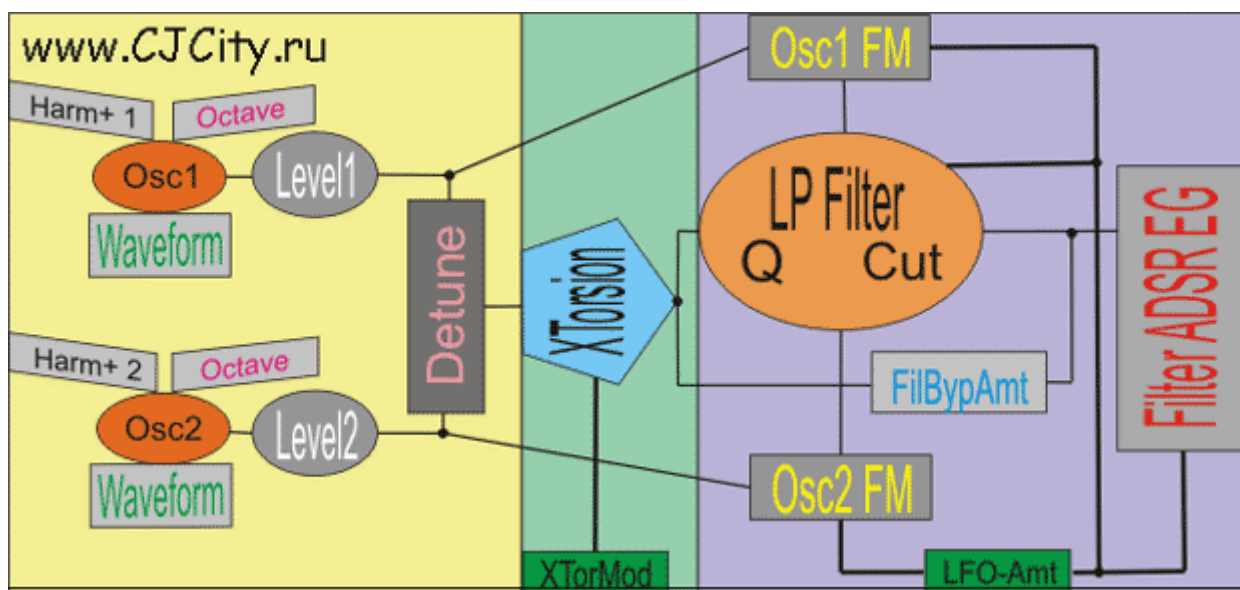 www.CJCity.ru
Harm+ 1
Octave
Osc1
Level1
Waveform
Detune
Harm+ 2
Octave
Osc2
Level2
Waveform
XTorsion
XTorMod
Osc1 FM
LP Filter
Q Cut
FilBypAmt
Osc2 FM
LFO-Amt
Filter ADSR EG